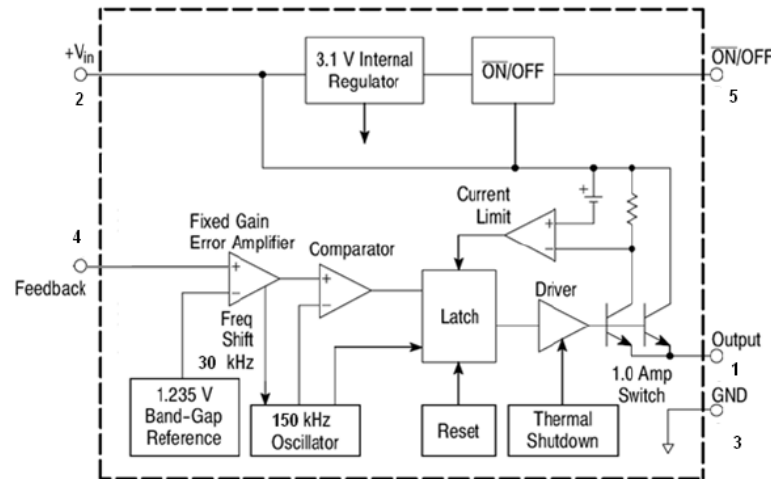 +Vin
2
3.1 V Internal
Regulator
ON/OFF
ON/OFF
5
4
Feedback
Fixed Gain
Error Amplifier
Comparator
Current
Limit
+
+
−
+
−
+
−
Freq
Shift
30 kHz
Latch
Driver
Output
1
1.0 Amp
Switch
GND
3
1.235 V
Band-Gap
Reference
150 kHz
Oscillator
Reset
Thermal
Shutdown